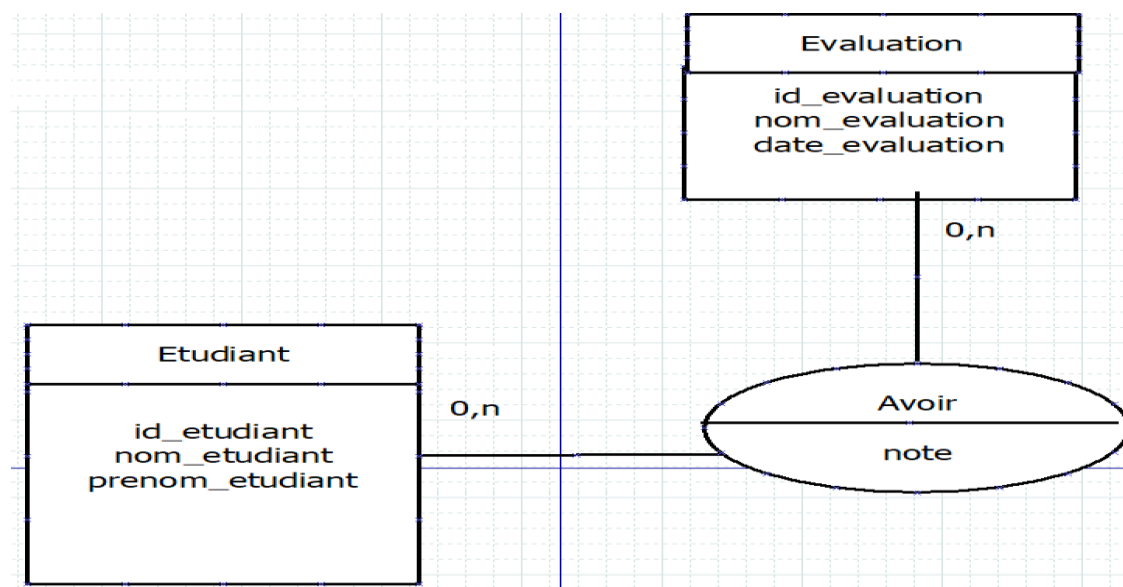 Evaluation
id_evaluation
nom_evaluation
date_evaluation
0,n
Etudiant
id_etudiant
nom_etudiant
prenom_etudiant
0,n
Avoir
note